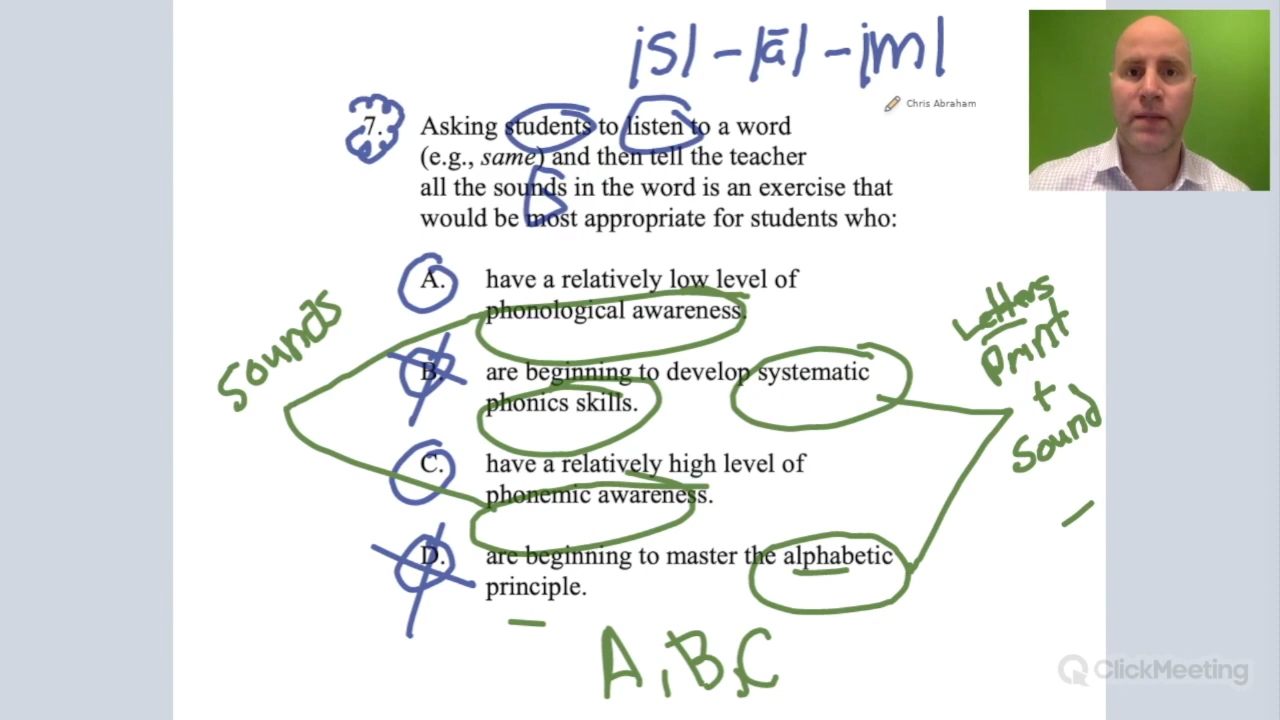 |s| – |ā| – |m|
Chris Abraham
7. Asking students to listen to a word
(e.g., same) and then tell the teacher
all the sounds in the word is an exercise that
would be most appropriate for students who:
A. have a relatively low level of
phonological awareness.
B. are beginning to develop systematic
phonics skills.
C. have a relatively high level of
phonemic awareness.
D. are beginning to master the alphabetic
principle.
Sounds
Letters
Print
+
Sound
A, B, C
ClickMeeting